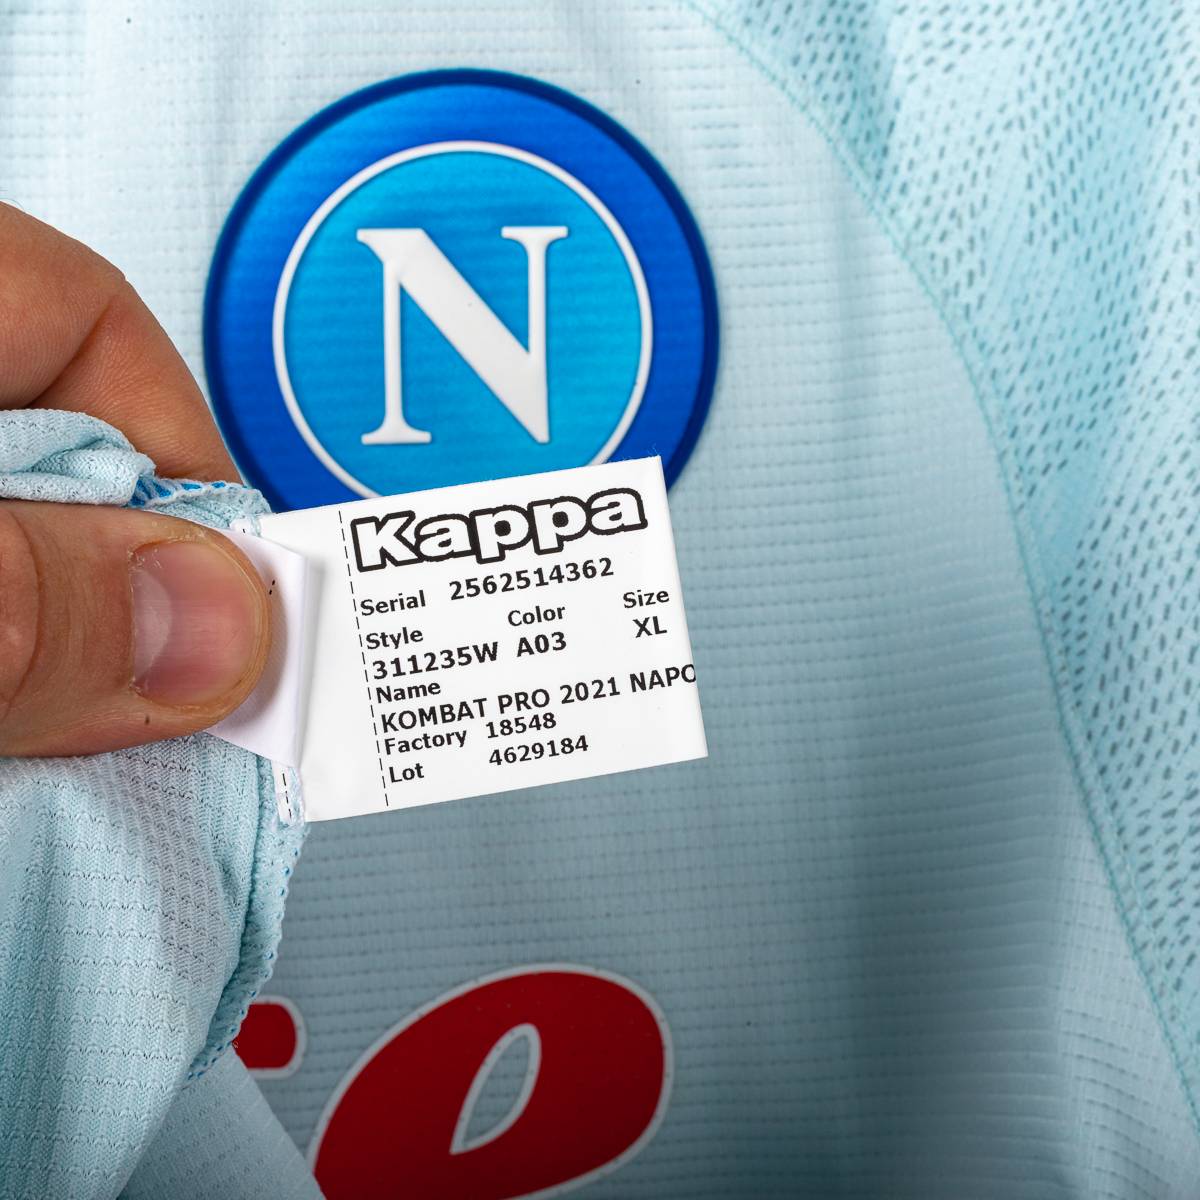 N
Kappa
Serial 2562514362
Style Color Size
311235W A03 XL
Name
KOMBAT PRO 2021 NAPO
Factory 18548
Lot 4629184